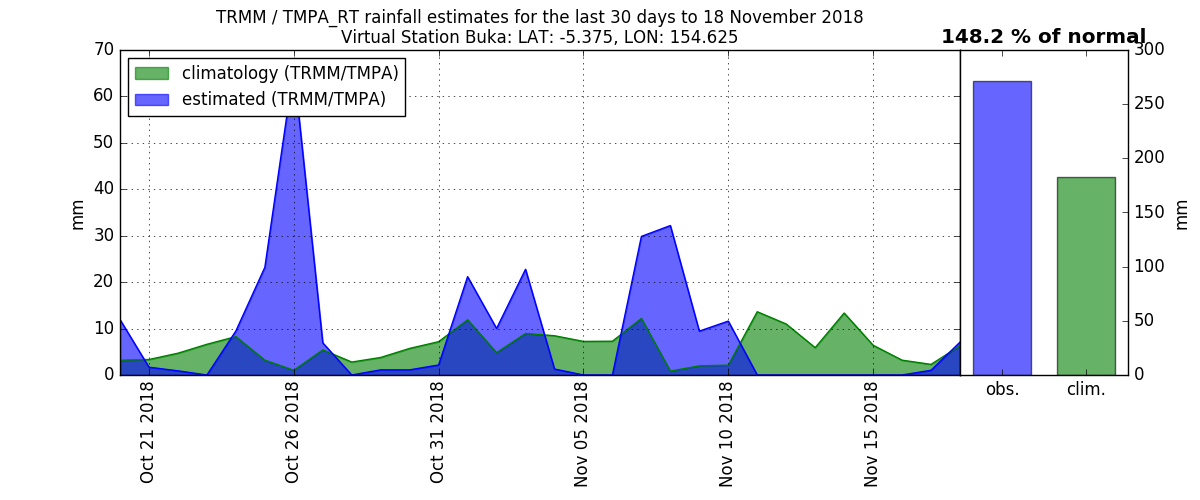 TRMM / TMPA_RT rainfall estimates for the last 30 days to 18 November 2018
Virtual Station Buka: LAT: -5.375, LON: 154.625
148.2 % of normal
climatology (TRMM/TMPA)
estimated (TRMM/TMPA)
70
60
50
40
30
20
10
0
mm
Oct 21 2018
Oct 26 2018
Oct 31 2018
Nov 05 2018
Nov 10 2018
Nov 15 2018
300
250
200
150
100
50
0
mm
obs.
clim.